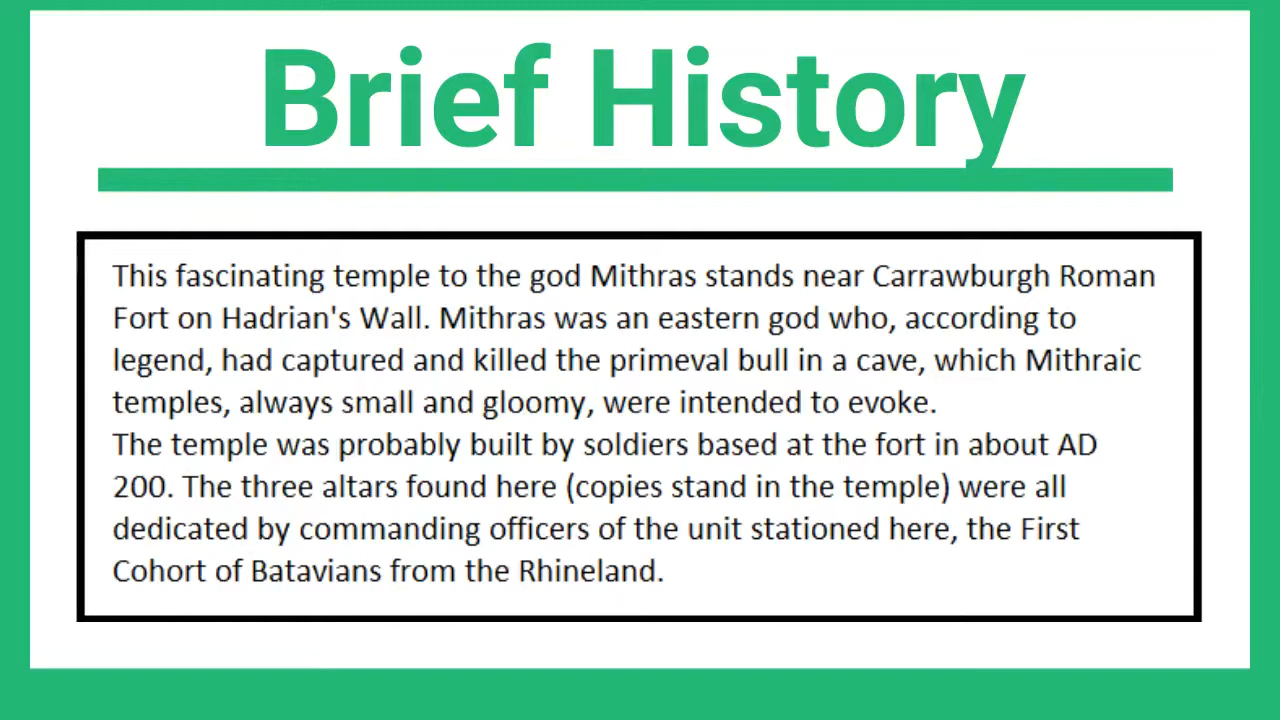 Brief History
This fascinating temple to the god Mithras stands near Carrawburgh Roman
Fort on Hadrian's Wall. Mithras was an eastern god who, according to
legend, had captured and killed the primeval bull in a cave, which Mithraic
temples, always small and gloomy, were intended to evoke.
The temple was probably built by soldiers based at the fort in about AD
200. The three altars found here (copies stand in the temple) were all
dedicated by commanding officers of the unit stationed here, the First
Cohort of Batavians from the Rhineland.